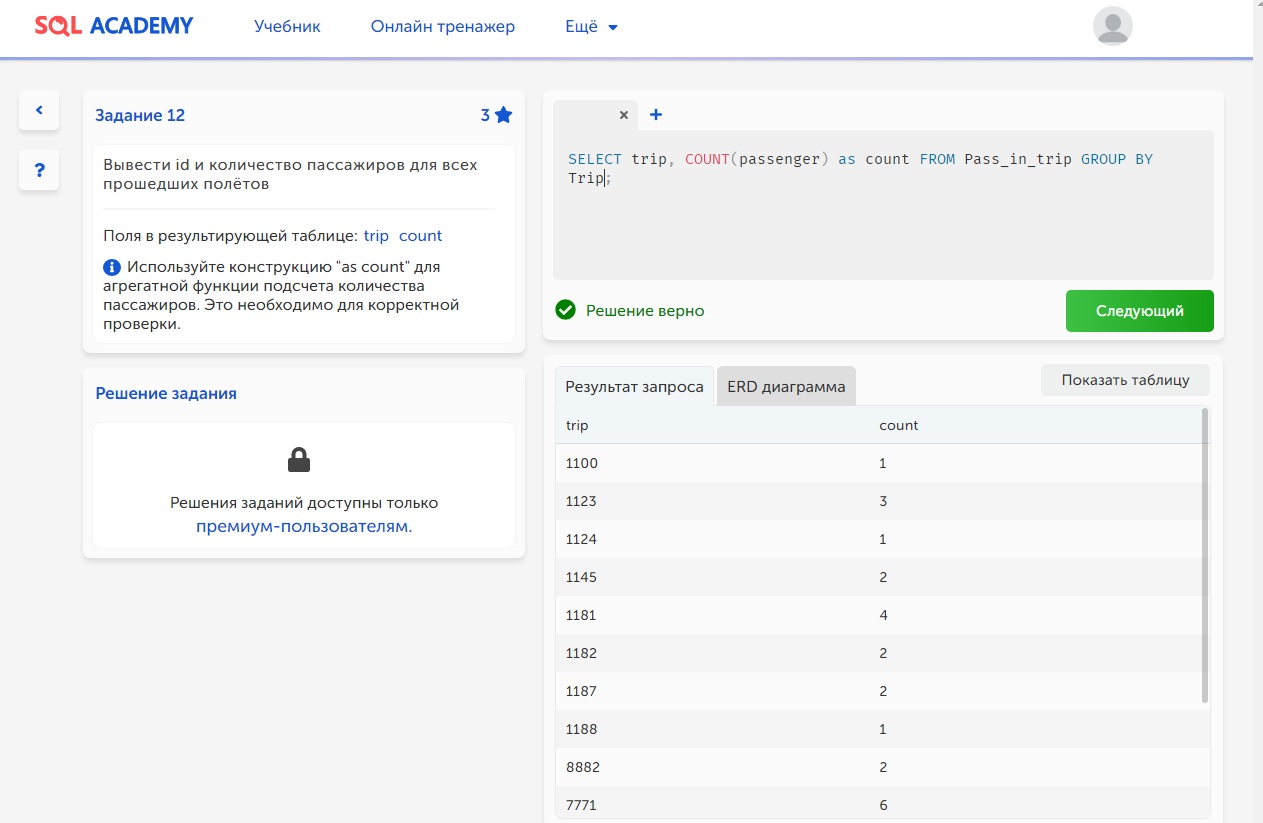 SQL ACADEMY
Учебник
Онлайн тренажер
Ещё
Задание 12
3
Вывести id и количество пассажиров для всех
прошедших полётов
Поля в результирующей таблице: trip count
Используйте конструкцию "as count" для
агрегатной функции подсчета количества
пассажиров. Это необходимо для корректной
проверки.
Решение задания
Решения заданий доступны только
премиум-пользователям.
SELECT trip, COUNT(passenger) as count FROM Pass_in_trip GROUP BY
Trip;
Решение верно
Следующий
Результат запроса
ERD диаграмма
Показать таблицу
trip count
1100 1
1123 3
1124 1
1145 2
1181 4
1182 2
1187 2
1188 1
8882 2
7771 6